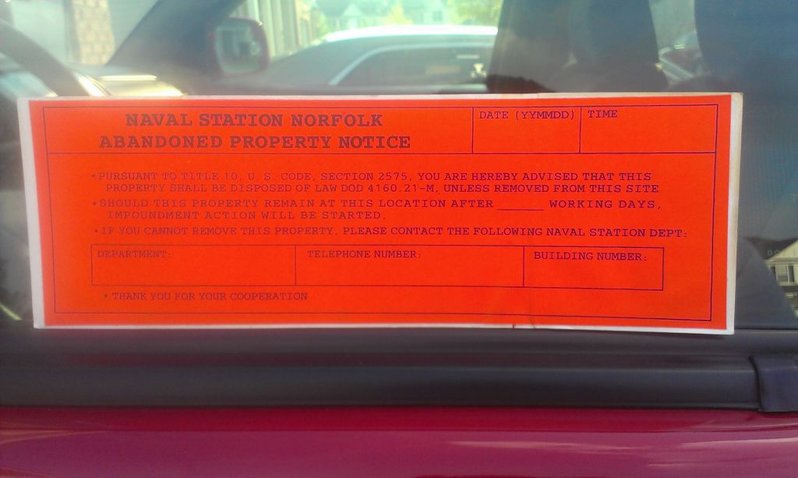 NAVAL STATION NORFOLK
ABANDONED PROPERTY NOTICE
DATE (YYMMDD)
TIME
• PURSUANT TO TITLE 10, U. S. CODE, SECTION 2575, YOU ARE HEREBY ADVISED THAT THIS
PROPERTY SHALL BE DISPOSED OF LAW DOD 4160.21-M, UNLESS REMOVED FROM THIS SITE
• SHOULD THIS PROPERTY REMAIN AT THIS LOCATION AFTER ______ WORKING DAYS,
IMPOUNDMENT ACTION WILL BE STARTED.
• IF YOU CANNOT REMOVE THIS PROPERTY, PLEASE CONTACT THE FOLLOWING NAVAL STATION DEPT:
DEPARTMENT:
TELEPHONE NUMBER:
BUILDING NUMBER:
• THANK YOU FOR YOUR COOPERATION